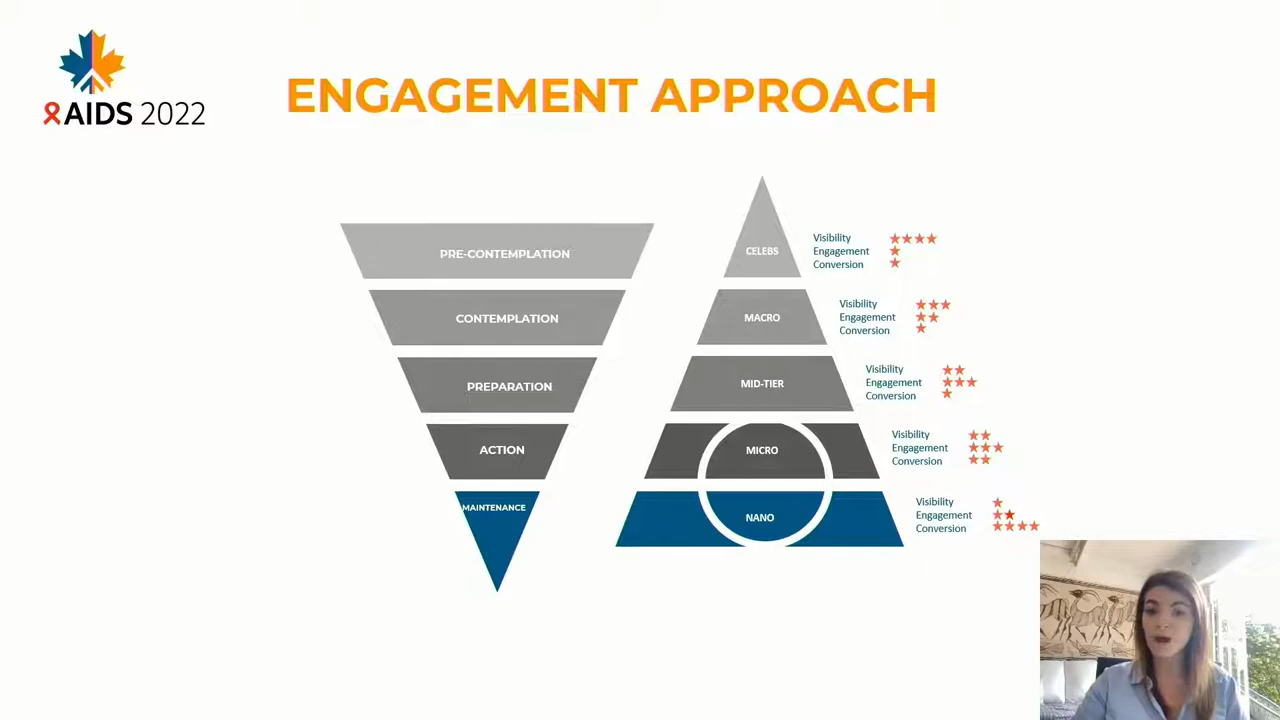 AIDS 2022
ENGAGEMENT APPROACH
PRE-CONTEMPLATION
CONTEMPLATION
PREPARATION
ACTION
MAINTENANCE
CELEBS
Visibility ★★★★
Engagement ★
Conversion ★
MACRO
Visibility ★★★
Engagement ★★
Conversion ★
MID-TIER
Visibility ★★
Engagement ★★★
Conversion ★
MICRO
Visibility ★★
Engagement ★★★
Conversion ★★
NANO
Visibility ★
Engagement ★★
Conversion ★★★★